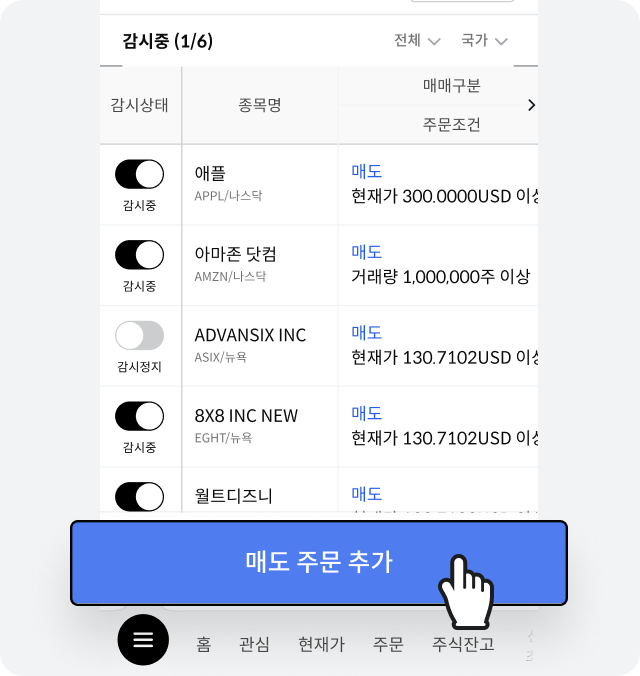 감시중 (1/6)
전체 국가
감시상태 종목명 매매구분
주문조건
감시중
애플
APPL/나스닥
매도
현재가 300.0000USD 이상
감시중
아마존 닷컴
AMZN/나스닥
매도
거래량 1,000,000주 이상
감시정지
ADVANSIX INC
ASIX/뉴욕
매도
현재가 130.7102USD 이상
감시중
8X8 INC NEW
EGHT/뉴욕
매도
현재가 130.7102USD 이상
월트디즈니
매도
매도 주문 추가
홈 관심 현재가 주문 주식잔고